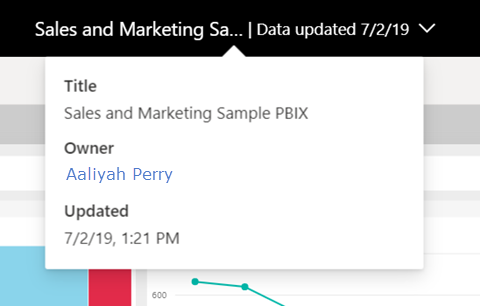 Sales and Marketing Sa... | Data updated 7/2/19
Title
Sales and Marketing Sample PBIX
Owner
Aaliyah Perry
Updated
7/2/19, 1:21 PM
600